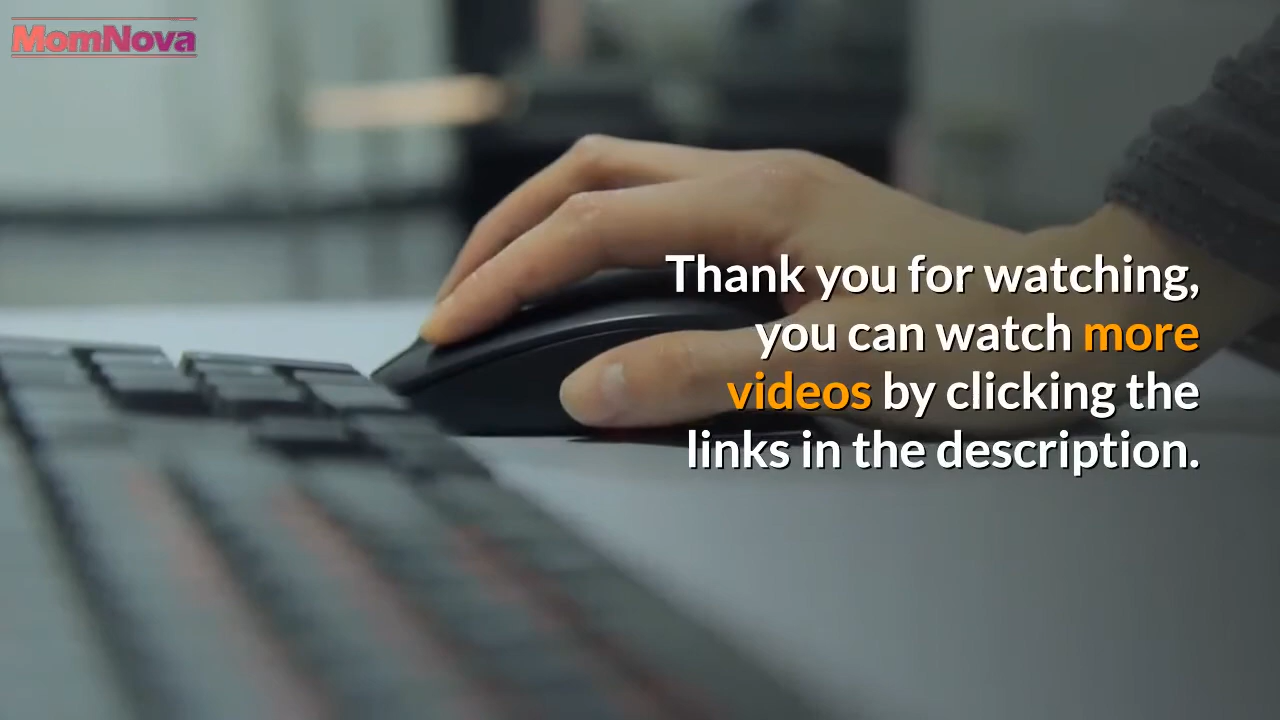 MomNova
Thank you for watching,
you can watch more
videos by clicking the
links in the description.